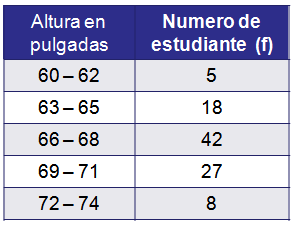 Altura en pulgadas Numero de estudiante (f)
60 – 62 5
63 – 65 18
66 – 68 42
69 – 71 27
72 – 74 8